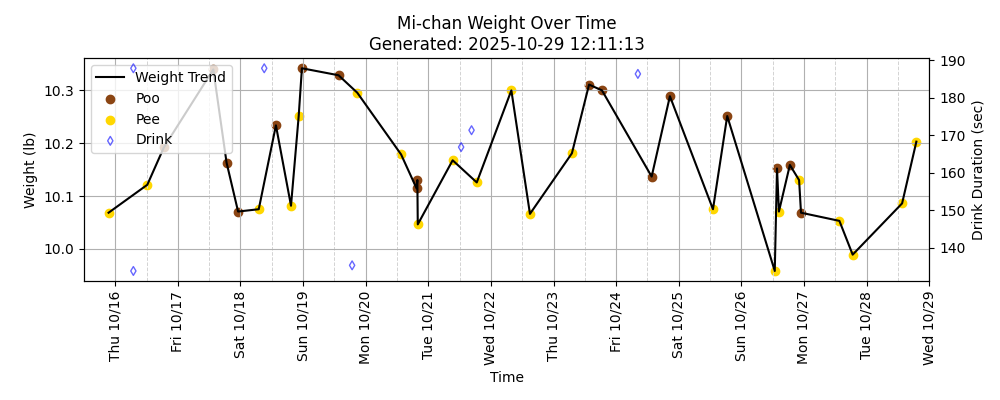 Mi-chan Weight Over Time
Generated: 2025-10-29 12:11:13
Weight Trend
Poo
Pee
Drink
Weight (lb)
10.3
10.2
10.1
10.0
190
180
170
160
150
140
Drink Duration (sec)
Thu 10/16
Fri 10/17
Sat 10/18
Sun 10/19
Mon 10/20
Tue 10/21
Wed 10/22
Thu 10/23
Fri 10/24
Sat 10/25
Sun 10/26
Mon 10/27
Tue 10/28
Wed 10/29
Time